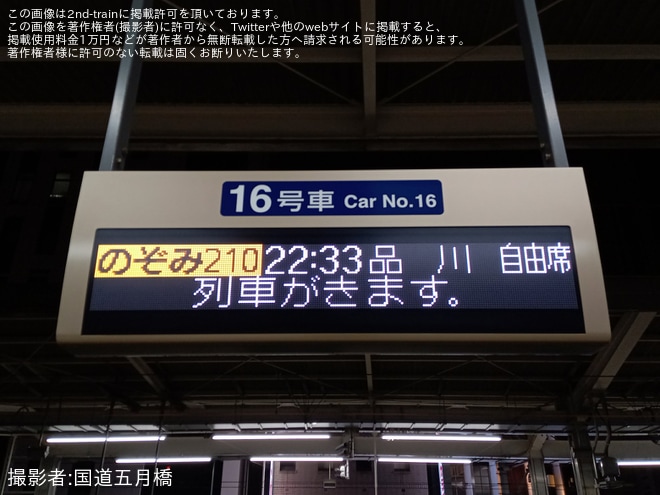 この画像は2nd-trainに掲載許可を頂いております。
この画像を著作権者(撮影者)に許可なく、Twitterや他のwebサイトに掲載すると、
掲載使用料金1万円などが著作者から無断転載した方へ請求される可能性があります。
著作権者様に許可のない転載は固くお断りいたします。
16号車 Car No.16
のぞみ210 22:33 品 川 自由席
列車がきます。
撮影者:国道五月橋